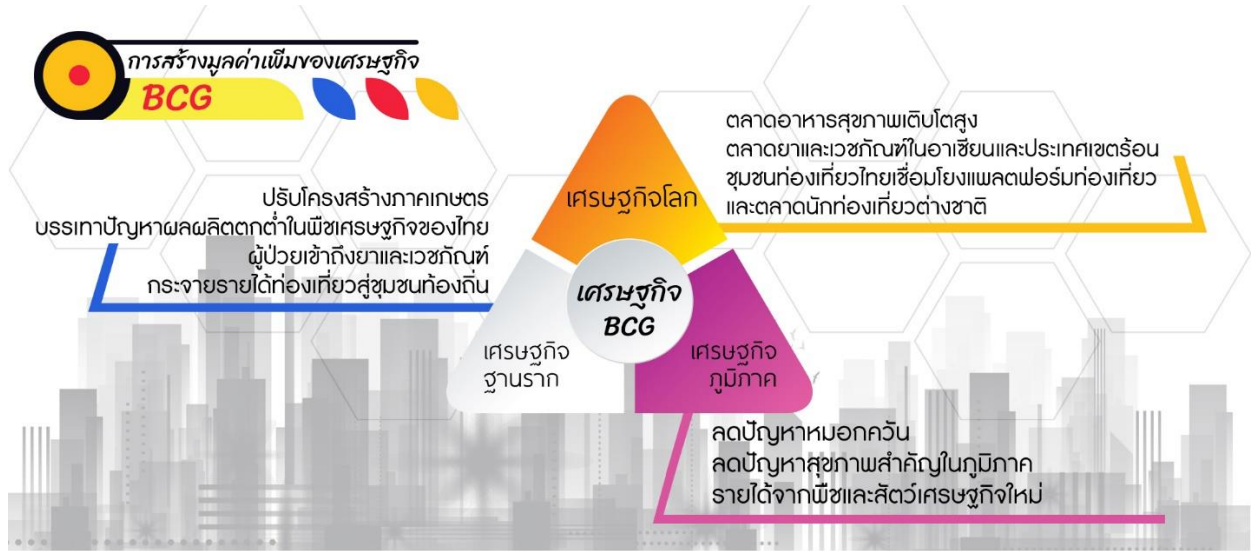 การสร้างมูลค่าเพิ่มของเศรษฐกิจ
BCG
ตลาดอาหารสุขภาพเติบโตสูง
ตลาดยาและเวชภัณฑ์ในอาเซียนและประเทศเขตร้อน
ชุมชนท่องเที่ยวไทยเชื่อมโยงแพลตฟอร์มท่องเที่ยว
และตลาดนักท่องเที่ยวต่างชาติ
ปรับโครงสร้างภาคเกษตร
บรรเทาปัญหาผลผลิตตกต่ำในพืชเศรษฐกิจของไทย
ผู้ป่วยเข้าถึงยาและเวชภัณฑ์
กระจายรายได้ท่องเที่ยวสู่ชุมชนท้องถิ่น
เศรษฐกิจโลก
เศรษฐกิจ
BCG
เศรษฐกิจ
ฐานราก
เศรษฐกิจ
ภูมิภาค
ลดปัญหาหมอกควัน
ลดปัญหาสุขภาพสำคัญในภูมิภาค
รายได้จากพืชและสัตว์เศรษฐกิจใหม่